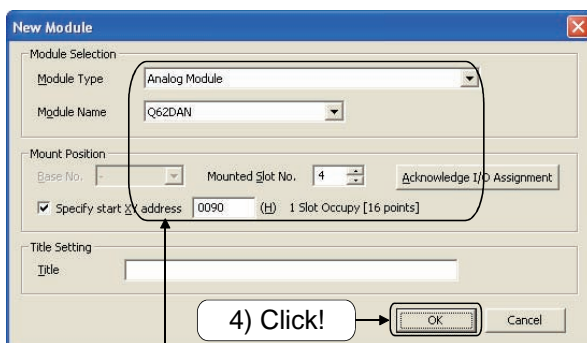 New Module
Module Selection
Module Type Analog Module
Module Name Q62DAN
Mount Position
Base No. - Mounted Slot No. 4 Acknowledge I/O Assignment
Specify start XY address 0090 (H) 1 Slot Occupy [16 points]
Title Setting
Title
4) Click! OK Cancel